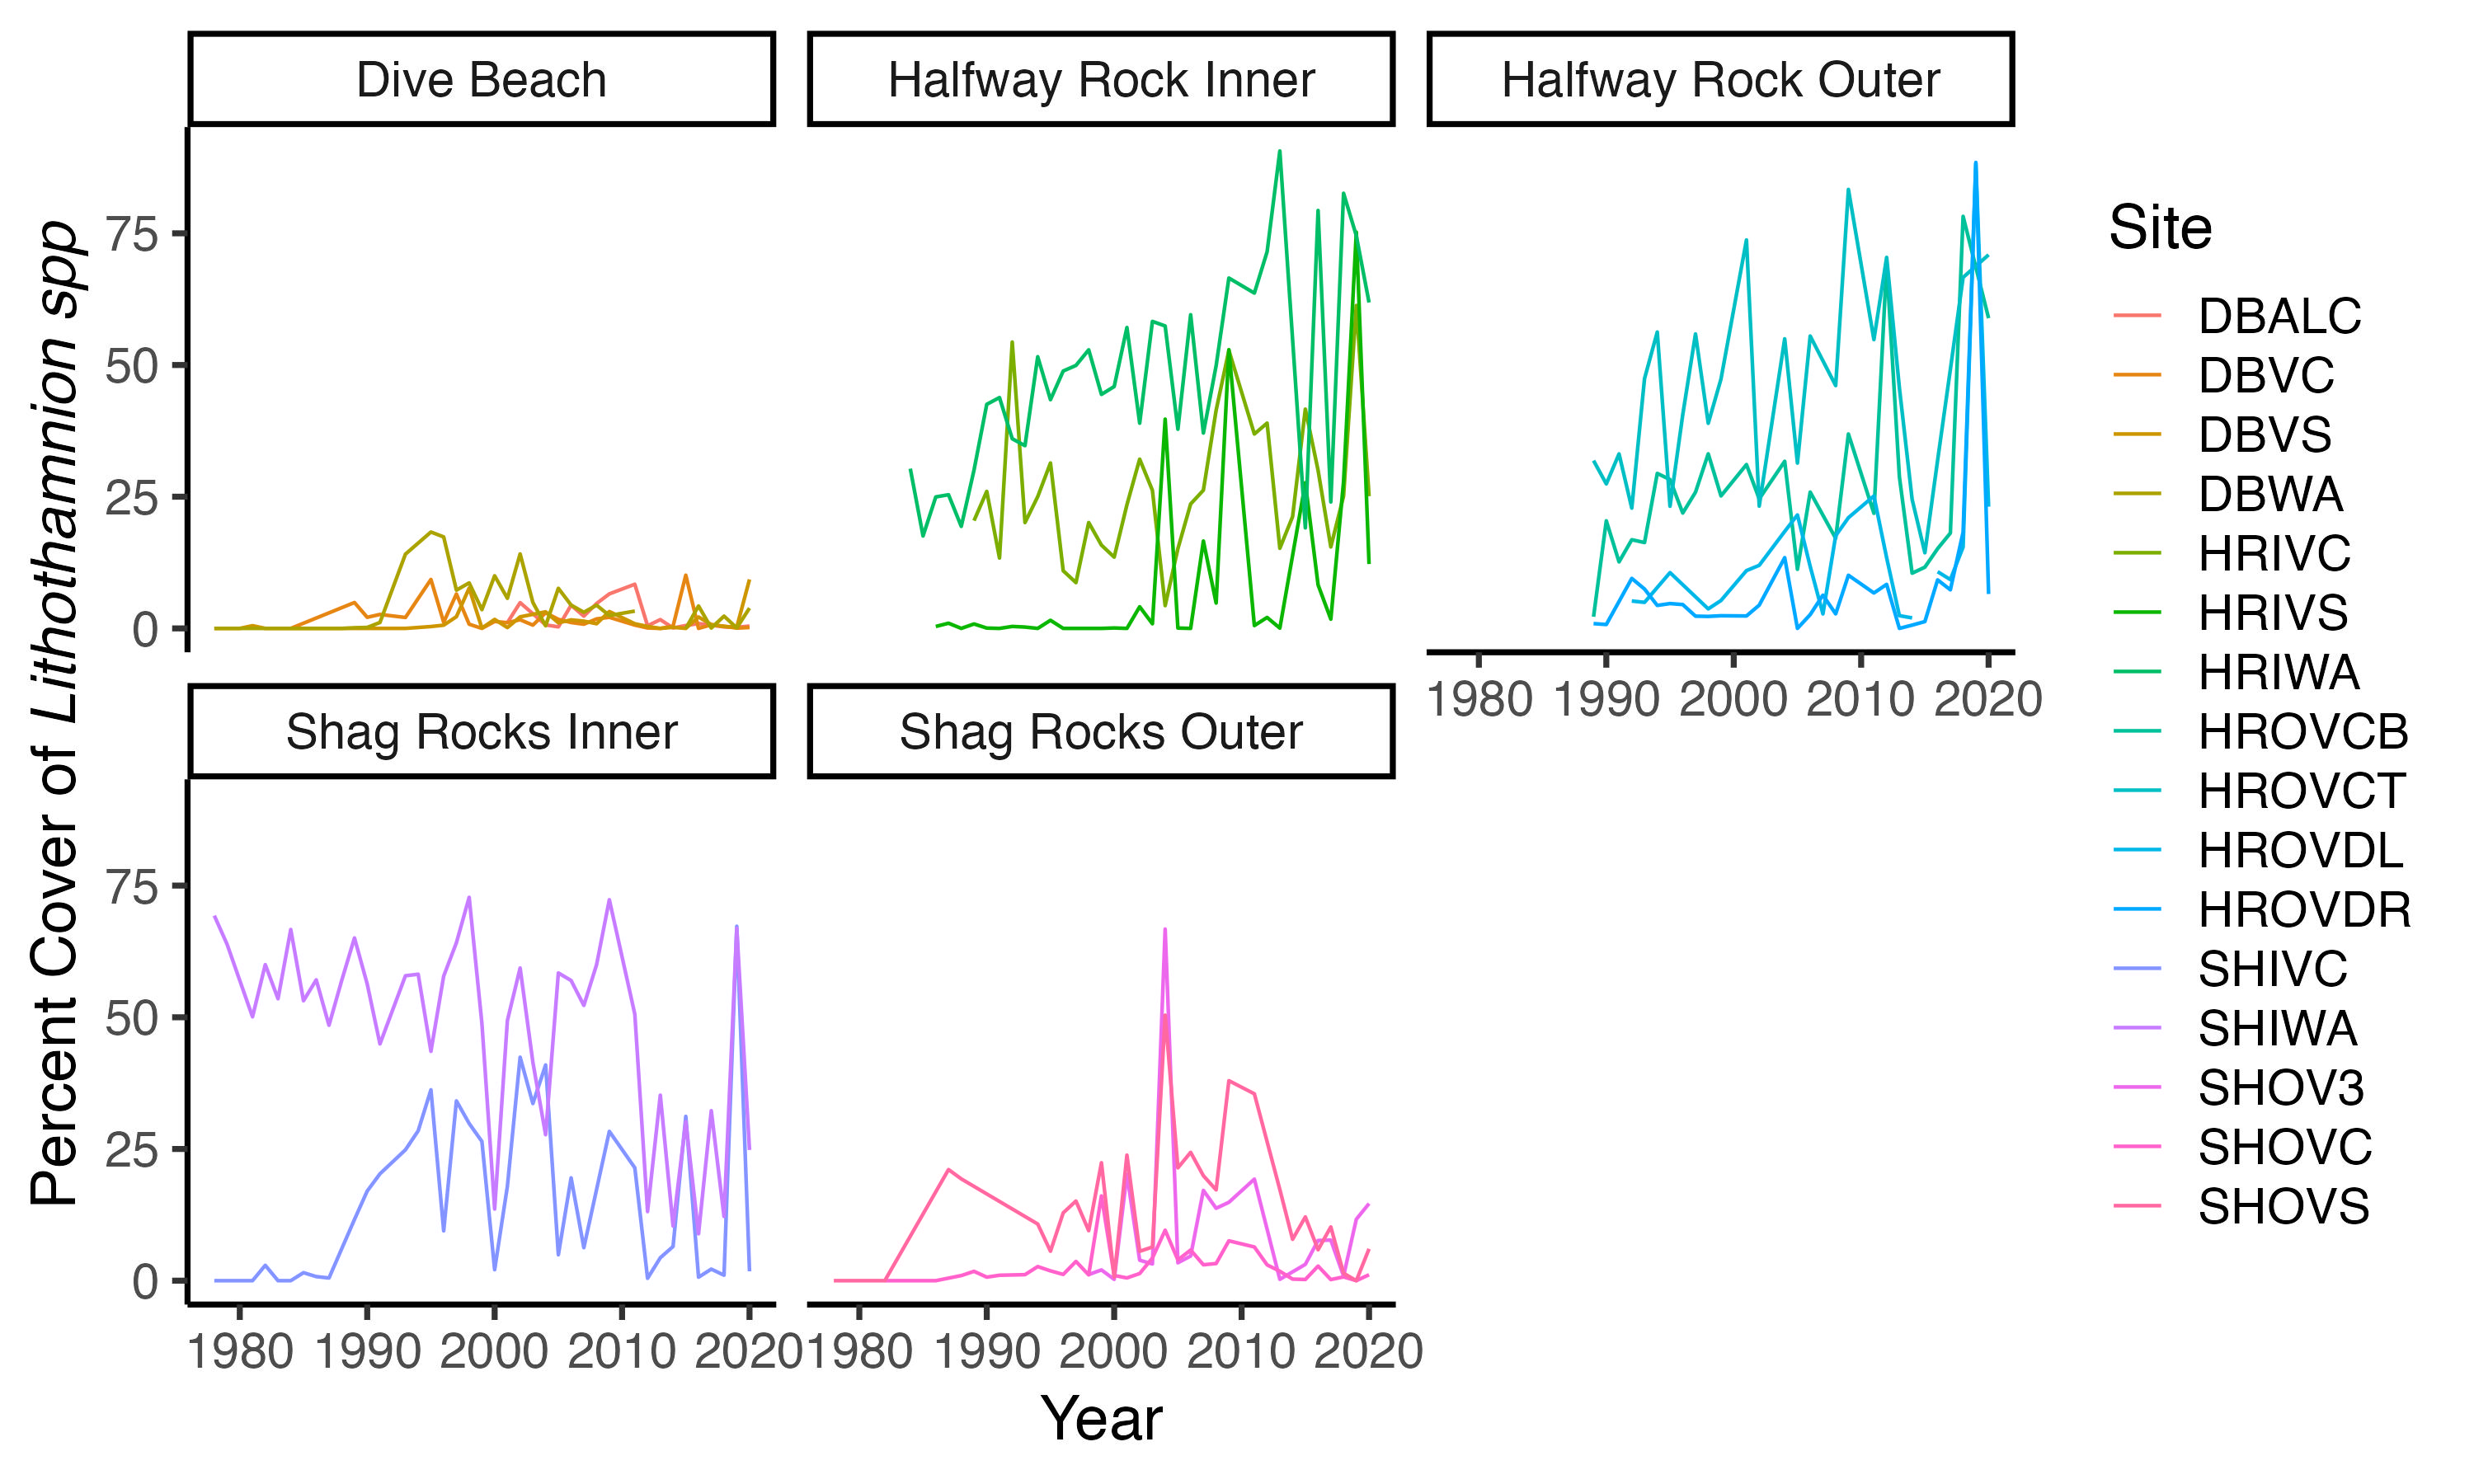 Dive Beach
Halfway Rock Inner
Halfway Rock Outer
Percent Cover of Lithothamnion spp
75
50
25
0
1980 1990 2000 2010 2020
Shag Rocks Inner
Shag Rocks Outer
75
50
25
0
1980 1990 2000 2010 2020
1980 1990 2000 2010 2020
Year
Site
DBALC
DBVC
DBVS
DBWA
HRIVC
HRIVS
HRIWA
HROVCB
HROVCT
HROVDL
HROVDR
SHIVC
SHIWA
SHOV3
SHOVC
SHOVS